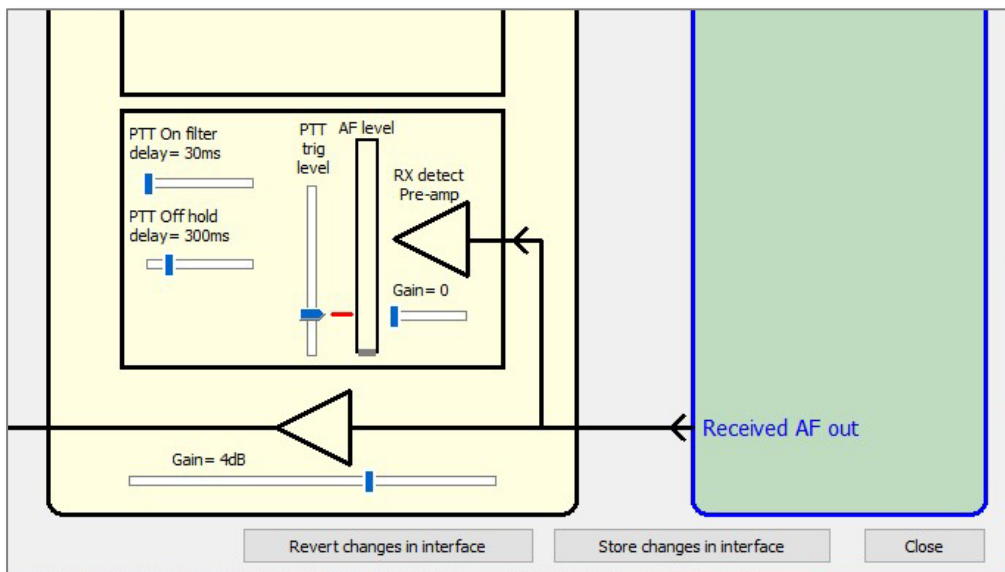 PTT On filter
delay= 30ms
PTT Off hold
delay= 300ms
PTT
trig
level
AF level
RX detect
Pre-amp
Gain= 0
Received AF out
Gain= 4dB
Revert changes in interface
Store changes in interface
Close